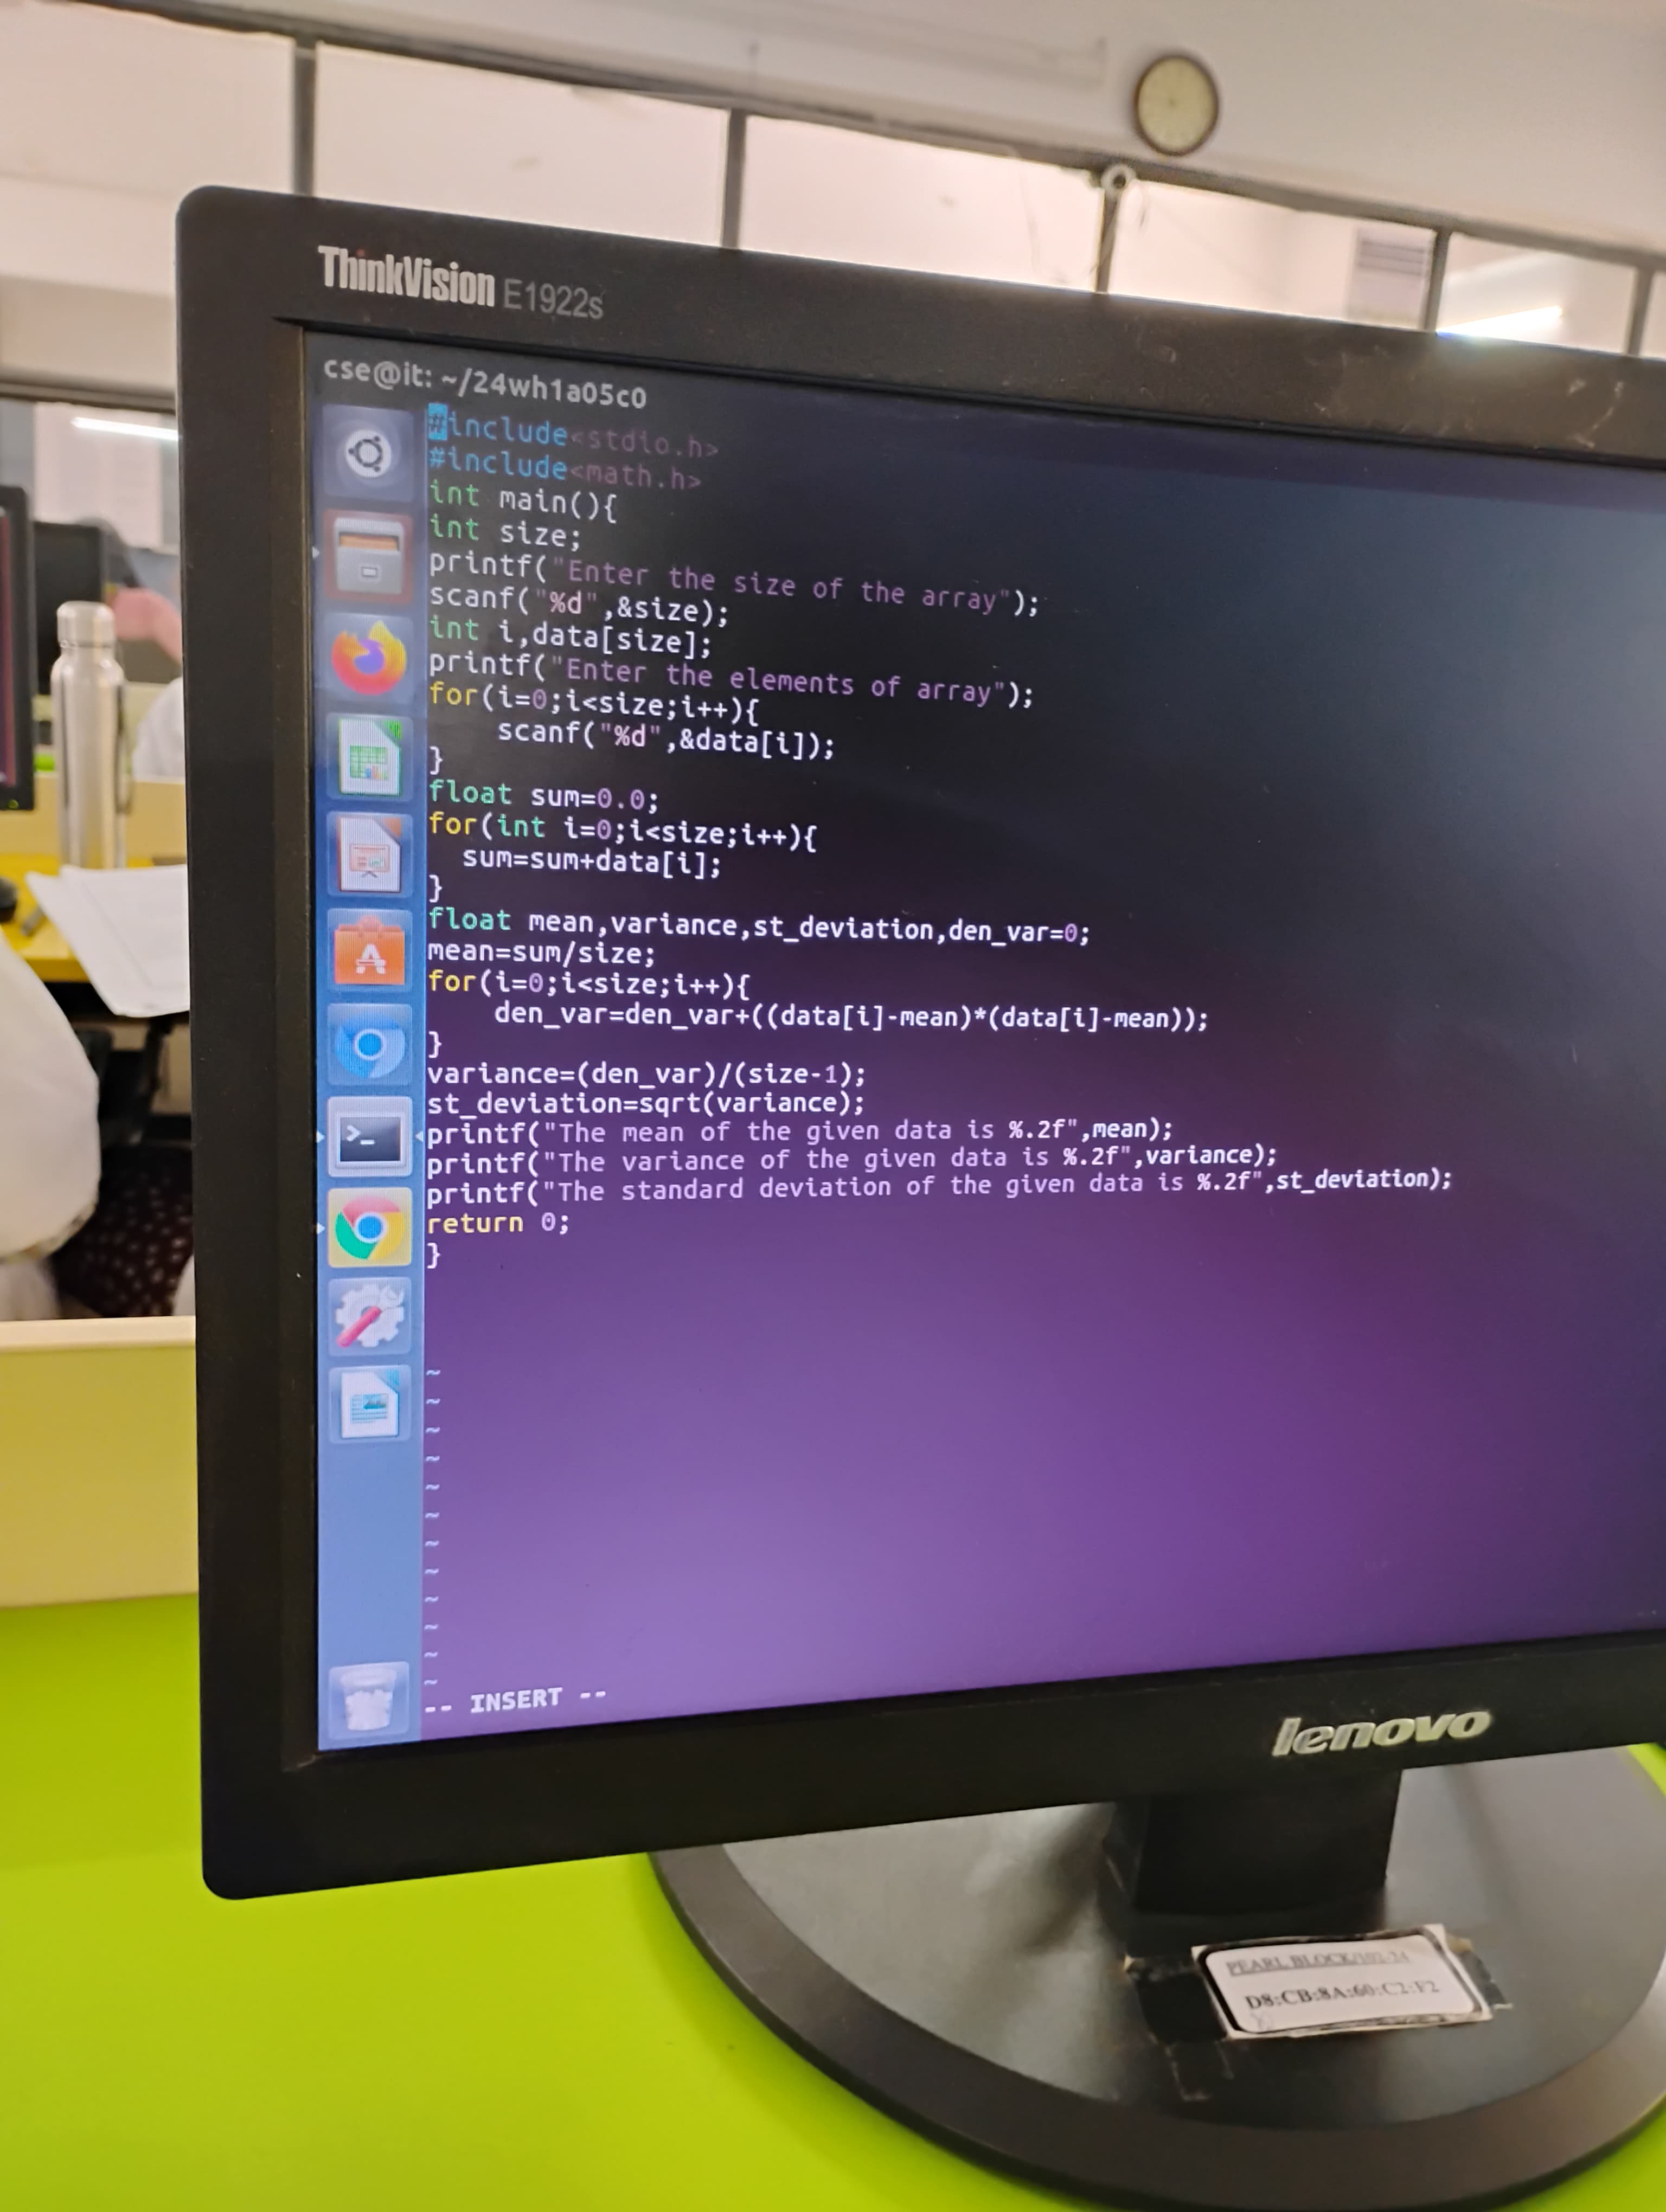 ThinkVision E1922s
cse@it: ~/24wh1a05c0
#include<stdio.h>
#include<math.h>
int main(){
int size;
printf("Enter the size of the array");
scanf("%d",&size);
int i,data[size];
printf("Enter the elements of array");
for(i=0;i<size;i++){
    scanf("%d",&data[i]);
}
float sum=0.0;
for(int i=0;i<size;i++){
  sum=sum+data[i];
}
float mean,variance,st_deviation,den_var=0;
mean=sum/size;
for(i=0;i<size;i++){
    den_var=den_var+((data[i]-mean)*(data[i]-mean));
}
variance=(den_var)/(size-1);
st_deviation=sqrt(variance);
printf("The mean of the given data is %.2f",mean);
printf("The variance of the given data is %.2f",variance);
printf("The standard deviation of the given data is %.2f",st_deviation);
return 0;
}
~
~
~
~
~
~
~
~
~
~
~
~
-- INSERT --
lenovo
PEARL BLOCK/101-24
D8:CB:8A:60:C2:F2